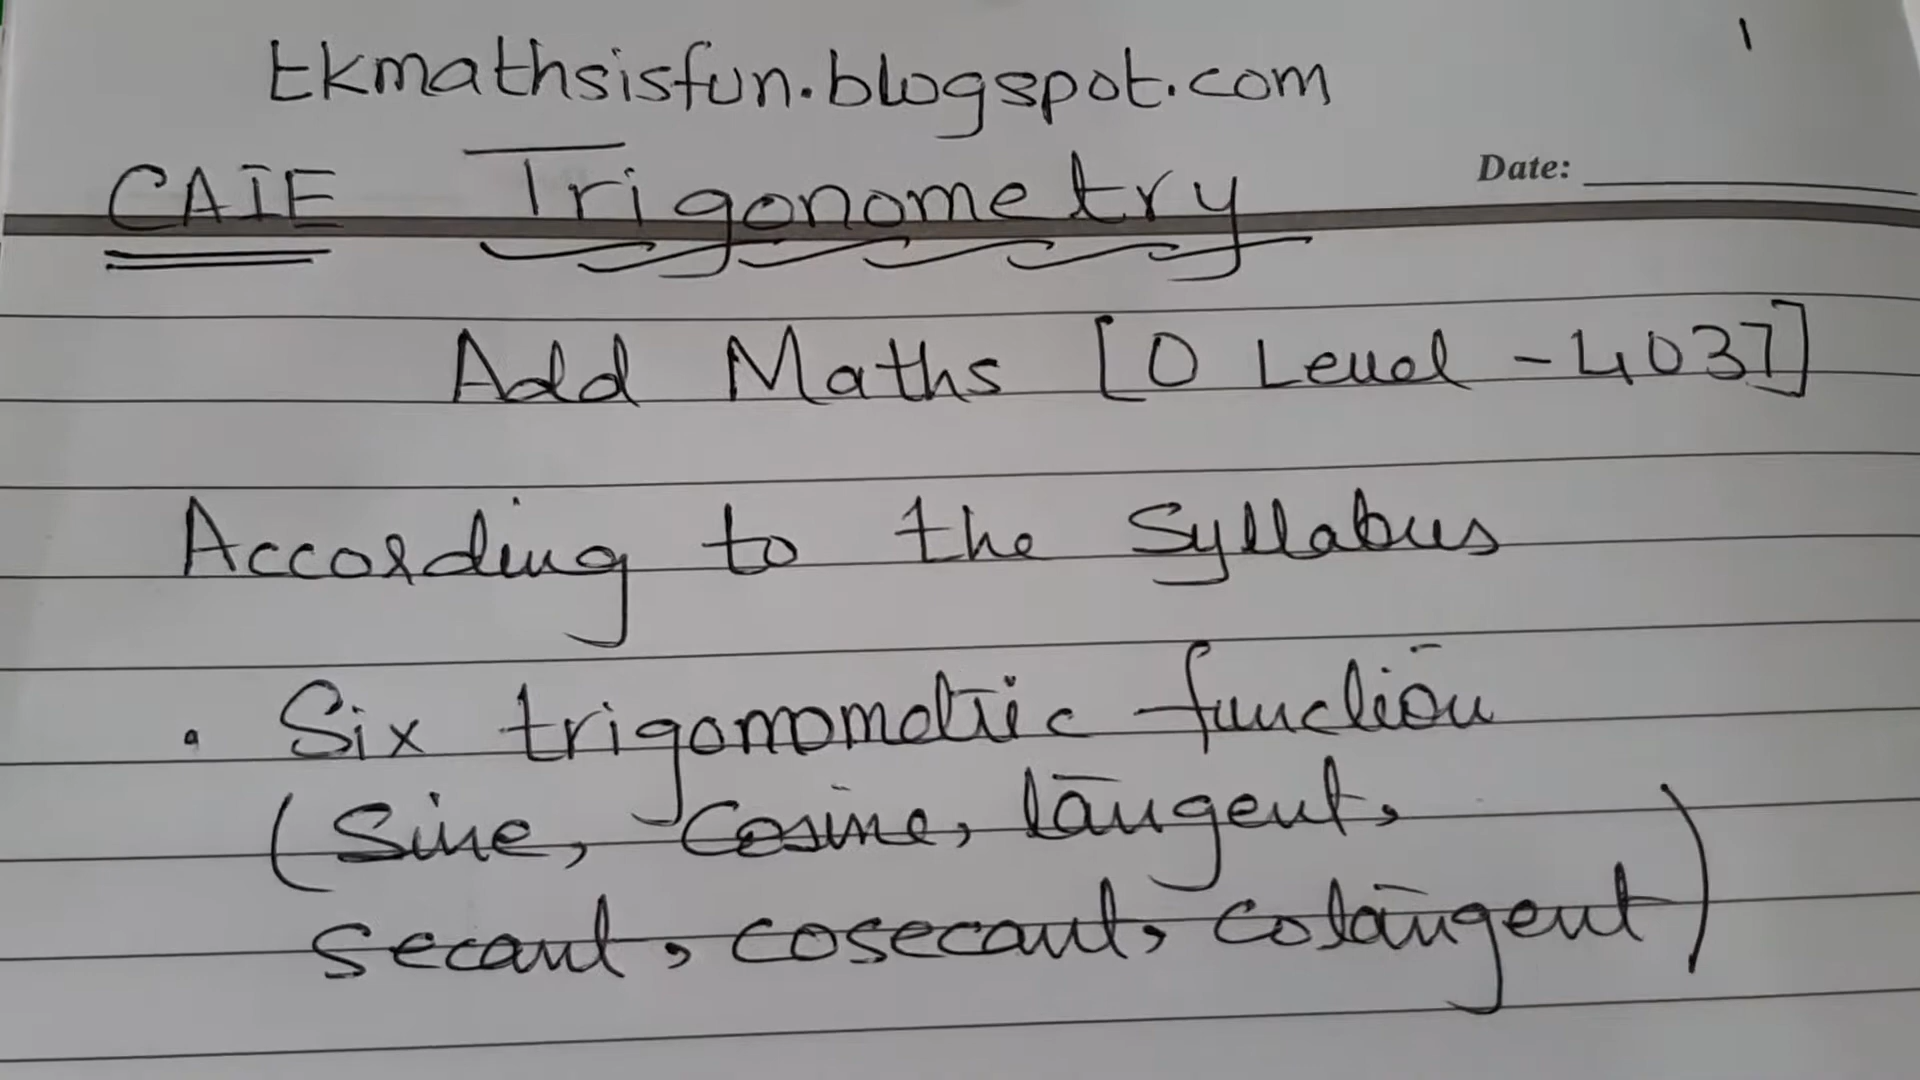 1
tkmathsisfun.blogspot.com
CAIE Trigonometry
Date:
Add Maths [O Level - 4037]
According to the Syllabus
• Six trigonometric function
(Sine, Cosine, tangent,
secant, cosecant, cotangent)